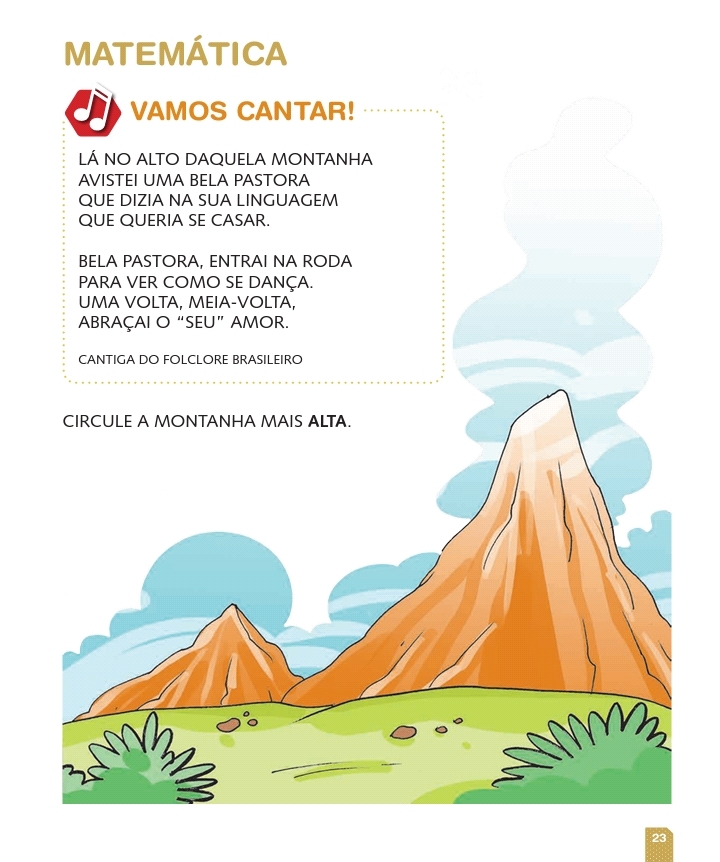 MATEMÁTICA
VAMOS CANTAR!
LÁ NO ALTO DAQUELA MONTANHA
AVISTEI UMA BELA PASTORA
QUE DIZIA NA SUA LINGUAGEM
QUE QUERIA SE CASAR.
BELA PASTORA, ENTRAI NA RODA
PARA VER COMO SE DANÇA.
UMA VOLTA, MEIA-VOLTA,
ABRAÇAI O “SEU” AMOR.
CANTIGA DO FOLCLORE BRASILEIRO
CIRCULE A MONTANHA MAIS ALTA.
23